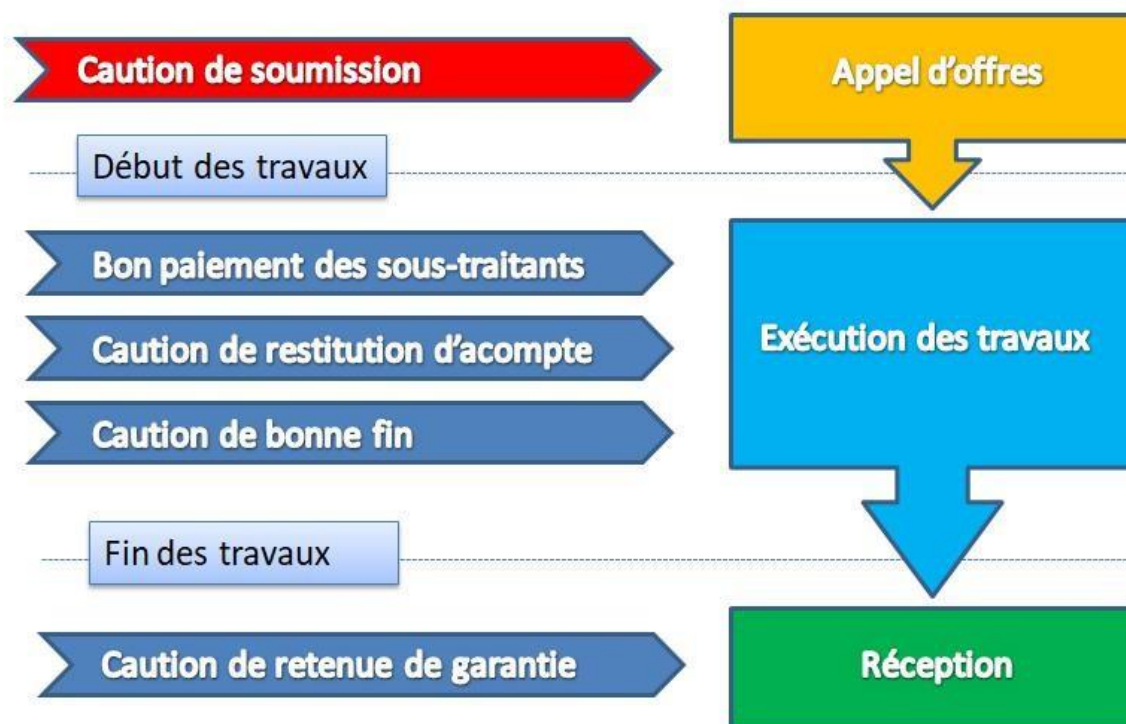 Caution de soumission
Appel d'offres
Début des travaux
Bon paiement des sous-traitants
Caution de restitution d'acompte
Exécution des travaux
Caution de bonne fin
Fin des travaux
Caution de retenue de garantie
Réception